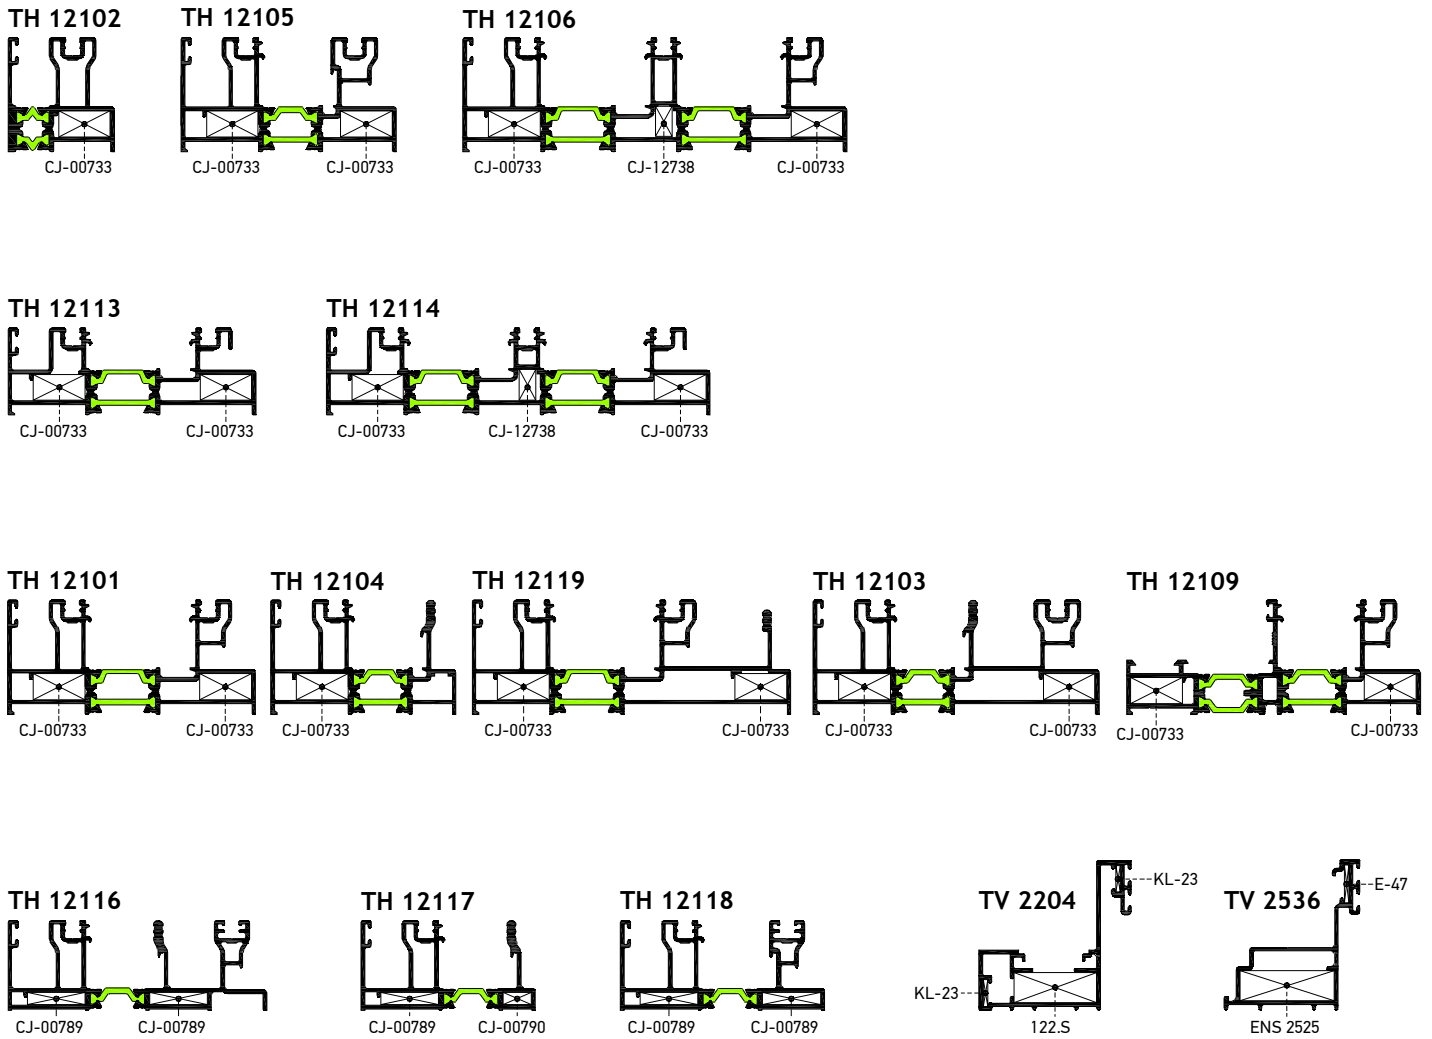 TH 12102 TH 12105 TH 12106
CJ-00733 CJ-00733 CJ-00733 CJ-00733 CJ-12738 CJ-00733
TH 12113 TH 12114
CJ-00733 CJ-00733 CJ-00733 CJ-12738 CJ-00733
TH 12101 TH 12104 TH 12119 TH 12103 TH 12109
CJ-00733 CJ-00733 CJ-00733 CJ-00733 CJ-00733 CJ-00733 CJ-00733 CJ-00733 CJ-00733
TH 12116 TH 12117 TH 12118 TV 2204 KL-23 TV 2536 E-47
KL-23
CJ-00789 CJ-00789 CJ-00789 CJ-00790 CJ-00789 CJ-00789 122.S ENS 2525